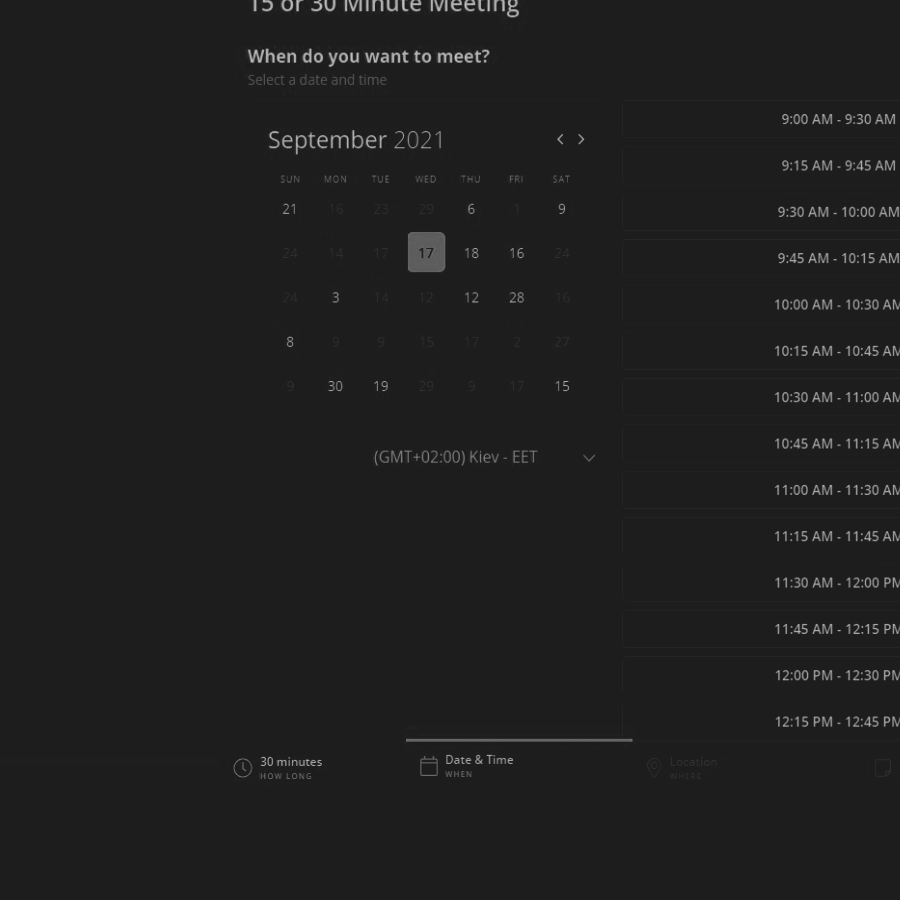 15 or 30 Minute Meeting
When do you want to meet?
Select a date and time
September 2021
SUN MON TUE WED THU FRI SAT
21 16 23 29 6 1 9
24 14 17 17 18 16 24
24 3 14 12 12 28 16
8 9 9 15 17 2 27
9 30 19 29 9 17 15
(GMT+02:00) Kiev - EET
9:00 AM - 9:30 AM
9:15 AM - 9:45 AM
9:30 AM - 10:00 AM
9:45 AM - 10:15 AM
10:00 AM - 10:30 AM
10:15 AM - 10:45 AM
10:30 AM - 11:00 AM
10:45 AM - 11:15 AM
11:00 AM - 11:30 AM
11:15 AM - 11:45 AM
11:30 AM - 12:00 PM
11:45 AM - 12:15 PM
12:00 PM - 12:30 PM
12:15 PM - 12:45 PM
30 minutes
HOW LONG
Date & Time
WHEN
Location
WHERE